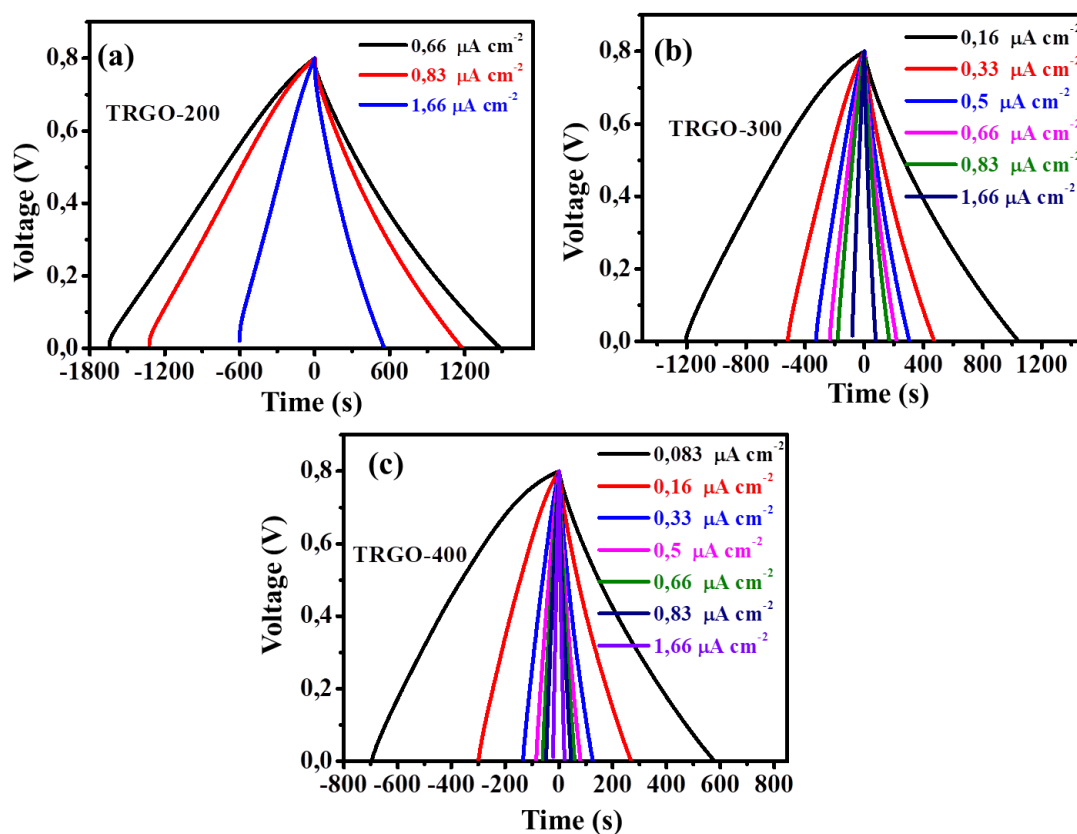 (a)
TRGO-200
0,66 μA cm-2
0,83 μA cm-2
1,66 μA cm-2
Voltage (V)
0,8
0,6
0,4
0,2
0,0
-1800 -1200 -600 0 600 1200
Time (s)
(b)
TRGO-300
0,16 μA cm-2
0,33 μA cm-2
0,5 μA cm-2
0,66 μA cm-2
0,83 μA cm-2
1,66 μA cm-2
Voltage (V)
0,8
0,6
0,4
0,2
0,0
-1200 -800 -400 0 400 800 1200
Time (s)
(c)
TRGO-400
0,083 μA cm-2
0,16 μA cm-2
0,33 μA cm-2
0,5 μA cm-2
0,66 μA cm-2
0,83 μA cm-2
1,66 μA cm-2
Voltage (V)
0,8
0,6
0,4
0,2
0,0
-800 -600 -400 -200 0 200 400 600 800
Time (s)